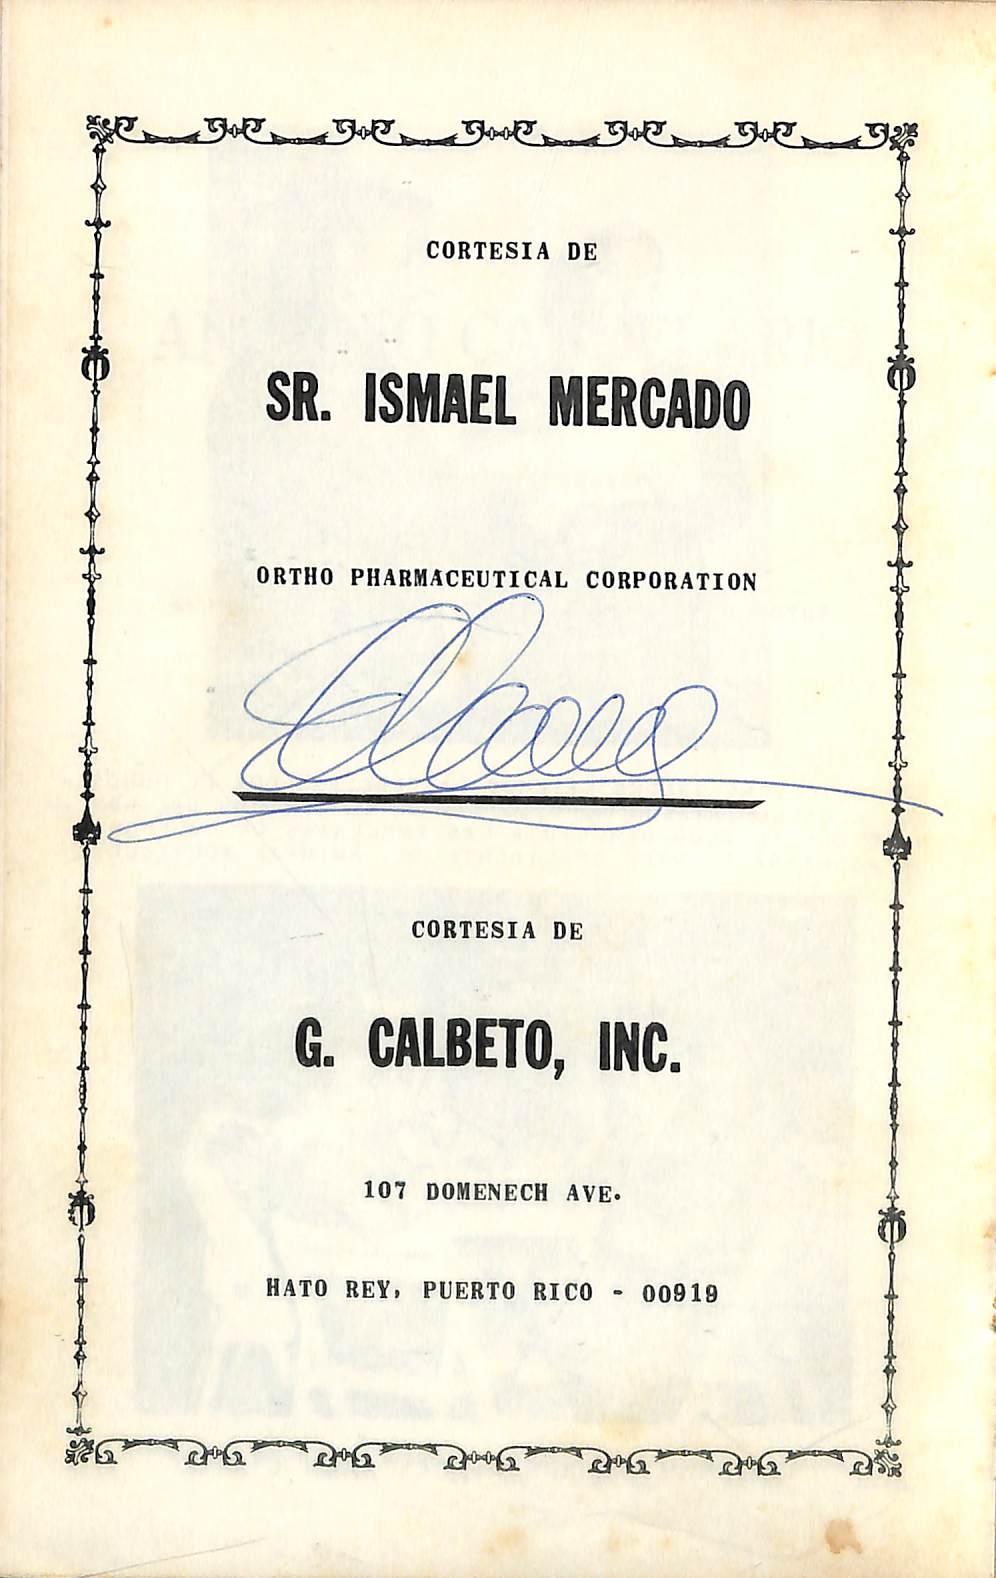 CORTESIA DE
SR. ISMAEL MERCADO
ORTHO PHARMACEUTICAL CORPORATION
CORTESIA DE
G. CALBETO, INC.
107 DOMENECH AVE.
HATO REY, PUERTO RICO - 00919